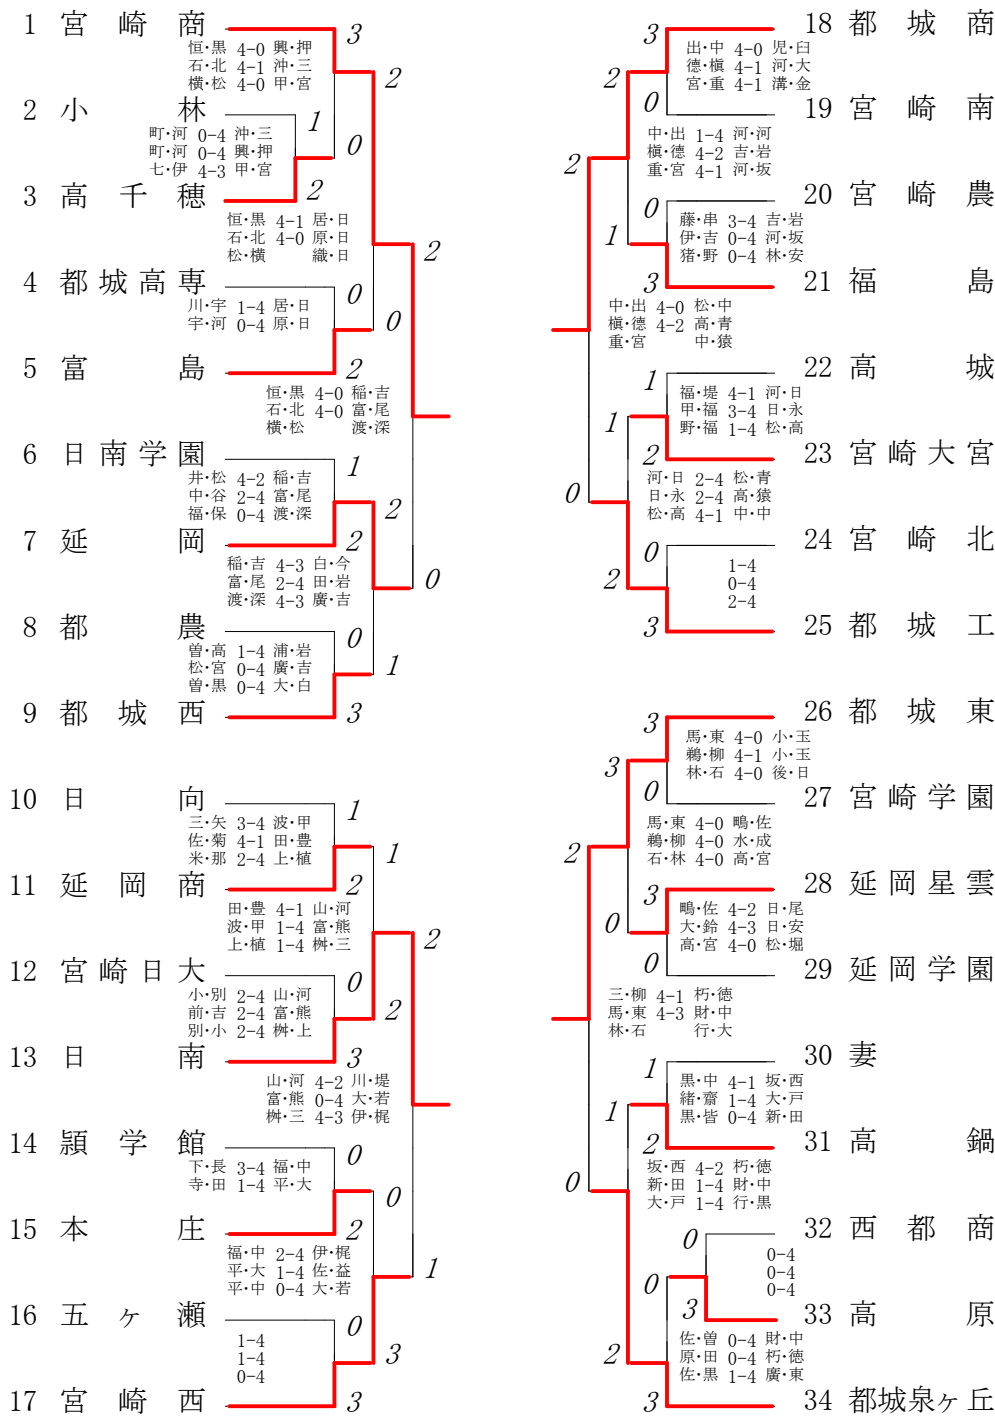 1 宮崎商
3
恒・黒 4-0 興・押
石・北 4-1 沖・三
横・松 4-0 甲・宮
2
2 小林
1
町・河 0-4 沖・三
町・河 0-4 興・押
七・伊 4-3 甲・宮
0
3 高千穂
2
恒・黒 4-1 居・日
石・北 4-0 原・日
松・横 織・日
2
4 都城高専
0
川・宇 1-4 居・日
宇・河 0-4 原・日
0
5 富島
2
恒・黒 4-0 稲・吉
石・北 4-0 富・尾
横・松 渡・深
6 日南学園
1
井・松 4-2 稲・吉
中・谷 2-4 富・尾
福・保 0-4 渡・深
2
7 延岡
2
稲・吉 4-3 白・今
富・尾 2-4 田・岩
渡・深 4-3 廣・吉
0
8 都農
0
曽・高 1-4 浦・岩
松・宮 0-4 廣・吉
曽・黒 0-4 大・白
1
9 都城西
3
10 日向
1
三・矢 3-4 波・甲
佐・菊 4-1 田・豊
米・那 2-4 上・植
1
11 延岡商
2
田・豊 4-1 山・河
波・甲 1-4 富・熊
上・植 1-4 桝・三
2
12 宮崎日大
0
小・別 2-4 山・河
前・吉 2-4 富・熊
別・小 2-4 桝・上
2
13 日南
3
山・河 4-2 川・堤
富・熊 0-4 大・若
桝・三 4-3 伊・梶
14 頴学館
0
下・長 3-4 福・中
寺・田 1-4 平・大
0
15 本庄
2
福・中 2-4 伊・梶
平・大 1-4 佐・益
平・中 0-4 大・若
1
16 五ヶ瀬
0
1-4
1-4
0-4
3
17 宮崎西
3
18 都城商
3
出・中 4-0 児・臼
德・槇 4-1 河・大
宮・重 4-1 溝・金
2
0
19 宮崎南
中・出 1-4 河・河
槇・德 4-2 吉・岩
重・宮 4-1 河・坂
2
20 宮崎農
0
藤・串 3-4 吉・岩
伊・吉 0-4 河・坂
猪・野 0-4 林・安
1
3
21 福島
中・出 4-0 松・中
槇・德 4-2 高・青
重・宮 中・猿
22 高城
1
福・堤 4-1 河・日
甲・福 3-4 日・永
野・福 1-4 松・高
1
2
23 宮崎大宮
河・日 2-4 松・青
日・永 2-4 高・猿
松・高 4-1 中・中
0
24 宮崎北
0
1-4
0-4
2-4
2
3
25 都城工
26 都城東
3
馬・東 4-0 小・玉
鵜・柳 4-1 小・玉
林・石 4-0 後・日
3
0
27 宮崎学園
馬・東 4-0 鴫・佐
鵜・柳 4-0 水・成
石・林 4-0 高・宮
2
28 延岡星雲
3
鴫・佐 4-2 日・尾
大・鈴 4-3 日・安
高・宮 4-0 松・堀
0
0
29 延岡学園
三・柳 4-1 朽・徳
馬・東 4-3 財・中
林・石 行・大
30 妻
1
黒・中 4-1 坂・西
緒・齋 1-4 大・戸
黒・皆 0-4 新・田
1
2
31 高鍋
坂・西 4-2 朽・徳
新・田 1-4 財・中
大・戸 1-4 行・黒
0
32 西都商
0
0-4
0-4
0-4
0
3
33 高原
佐・曽 0-4 財・中
原・田 0-4 朽・徳
佐・黒 1-4 廣・東
2
3
34 都城泉ヶ丘